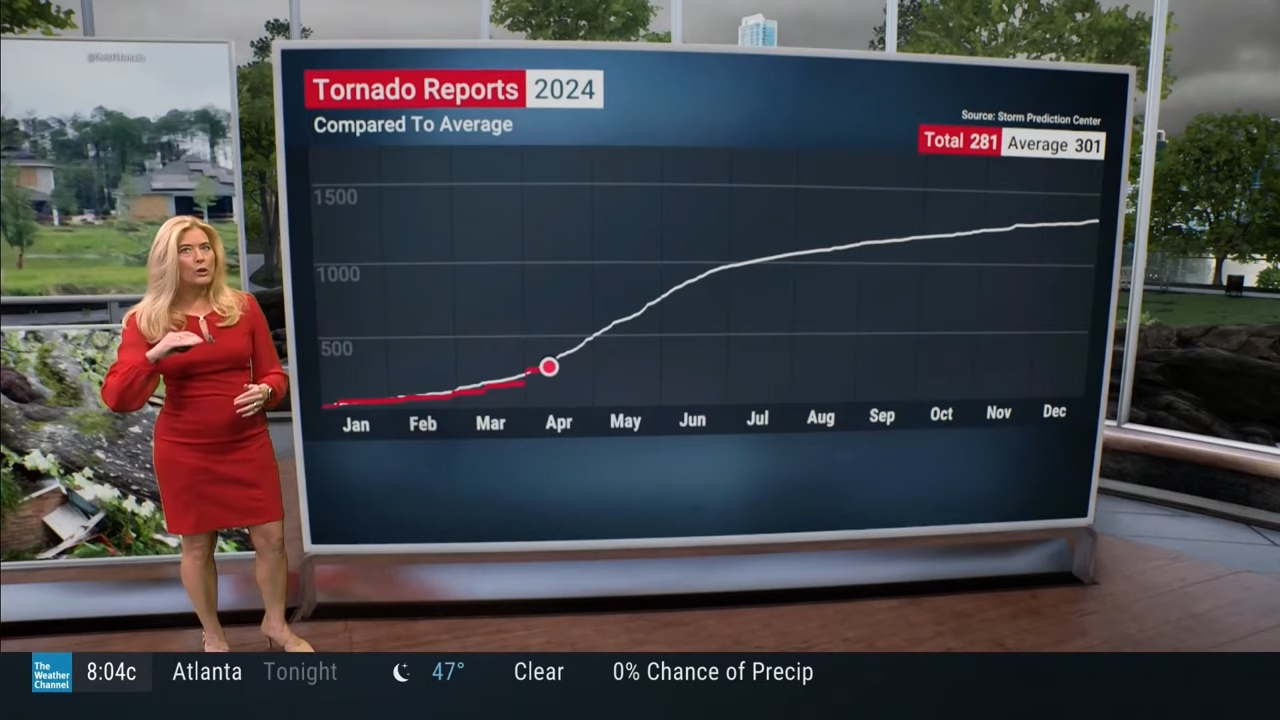 Tornado Reports 2024
Compared To Average
Source: Storm Prediction Center
Total 281 Average 301
1500
1000
500
Jan Feb Mar Apr May Jun Jul Aug Sep Oct Nov Dec
The Weather Channel
8:04c Atlanta Tonight 47° Clear 0% Chance of Precip